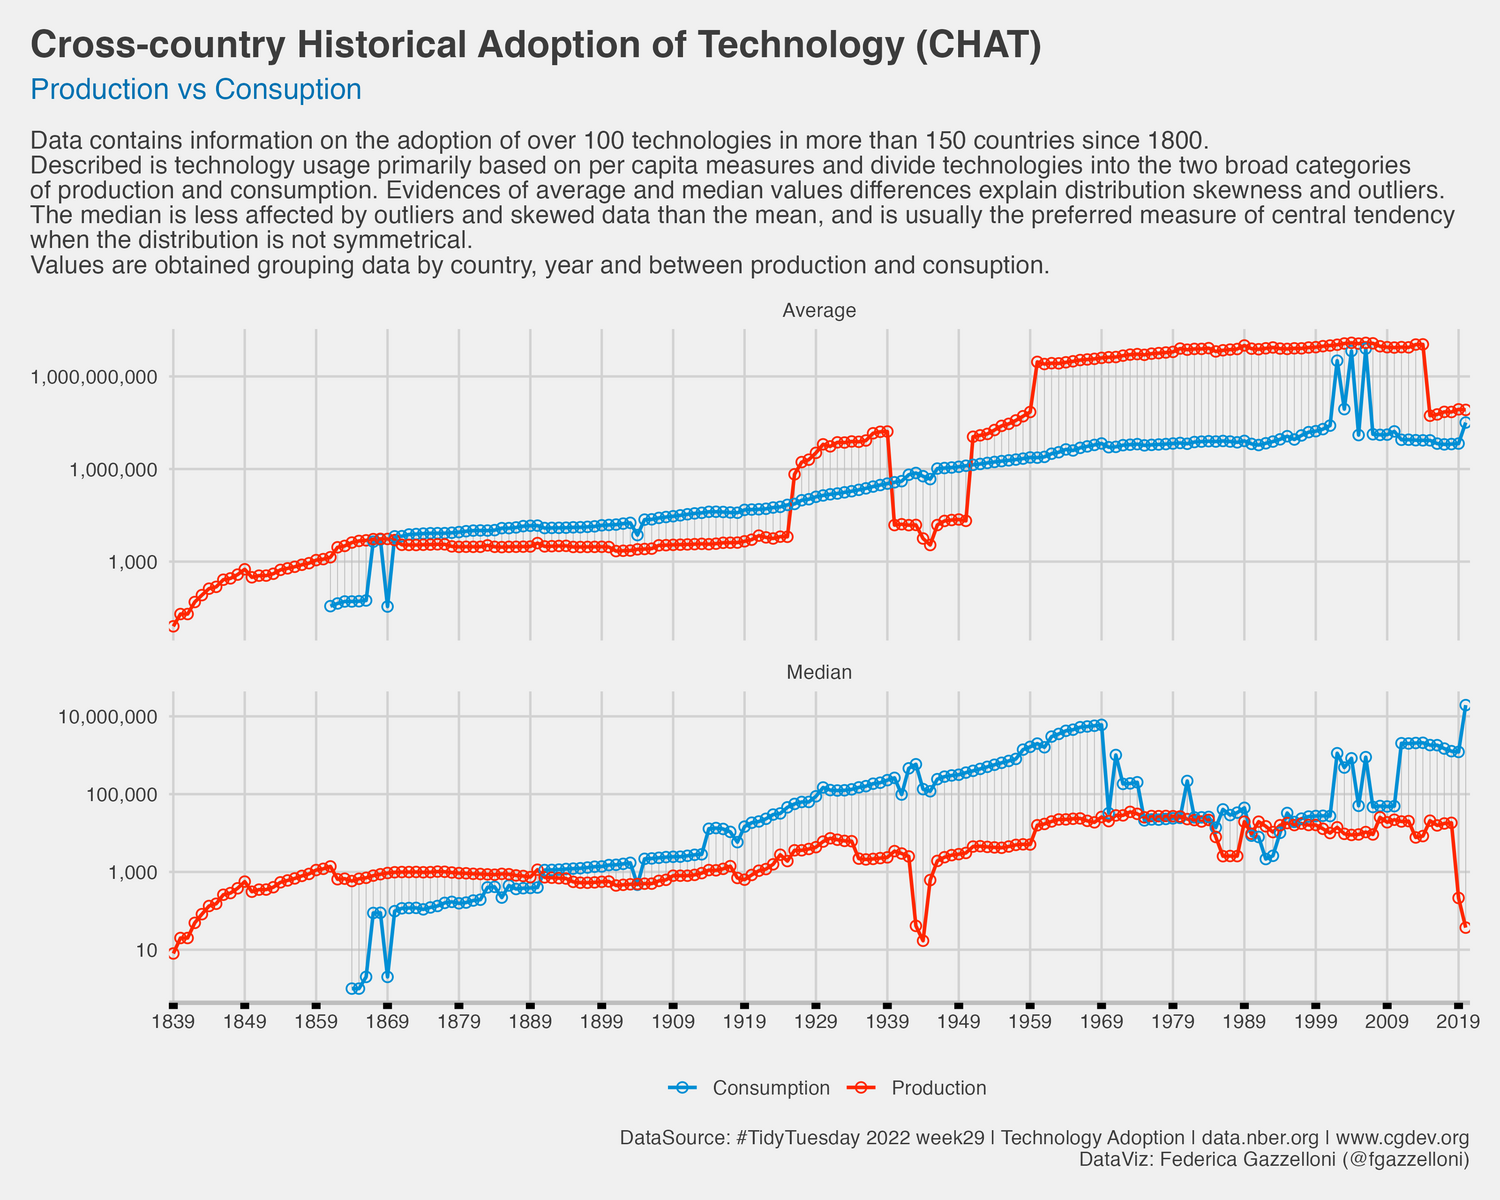 Cross-country Historical Adoption of Technology (CHAT)
Production vs Consuption
Data contains information on the adoption of over 100 technologies in more than 150 countries since 1800.
Described is technology usage primarily based on per capita measures and divide technologies into the two broad categories
of production and consumption. Evidences of average and median values differences explain distribution skewness and outliers.
The median is less affected by outliers and skewed data than the mean, and is usually the preferred measure of central tendency
when the distribution is not symmetrical.
Values are obtained grouping data by country, year and between production and consuption.
Average
1,000,000,000
1,000,000
1,000
Median
10,000,000
100,000
1,000
10
1839 1849 1859 1869 1879 1889 1899 1909 1919 1929 1939 1949 1959 1969 1979 1989 1999 2009 2019
Consumption Production
DataSource: #TidyTuesday 2022 week29 | Technology Adoption | data.nber.org | www.cgdev.org
DataViz: Federica Gazzelloni (@fgazzelloni)